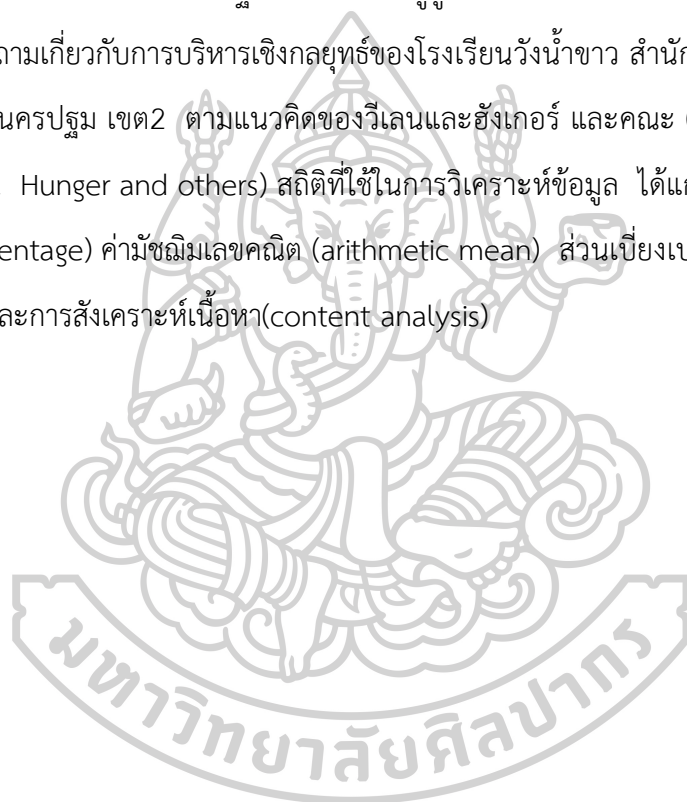 ถามเกี่ยวกับการบริหารเชิงกลยุทธ์ของโรงเรียนวังน้ำขาว สำนัก
นครปฐม เขต2 ตามแนวคิดของวีเลนและฮังเกอร์ และคณะ (
Hunger and others) สถิติที่ใช้ในการวิเคราะห์ข้อมูล ได้แก
entage) ค่ามัชฌิมเลขคณิต (arithmetic mean) ส่วนเบี่ยงเบ
ละการสังเคราะห์เนื้อหา(content analysis)
มหาวิทยาลัยศิลปากร